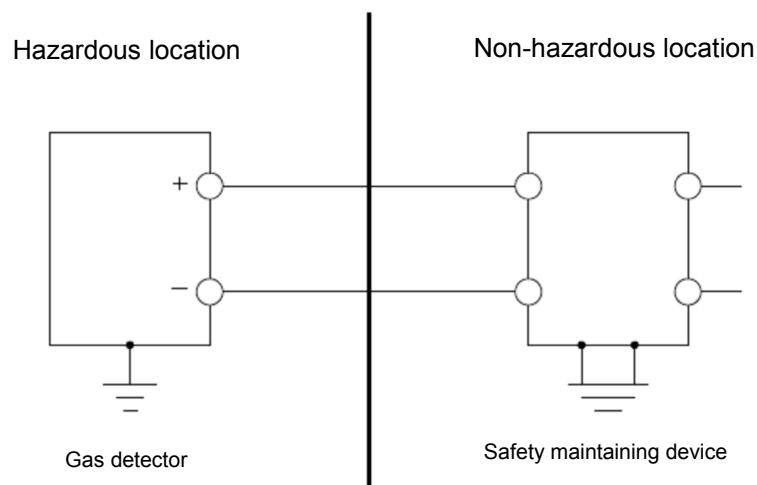 Hazardous location
Non-hazardous location
+
−
Gas detector
Safety maintaining device